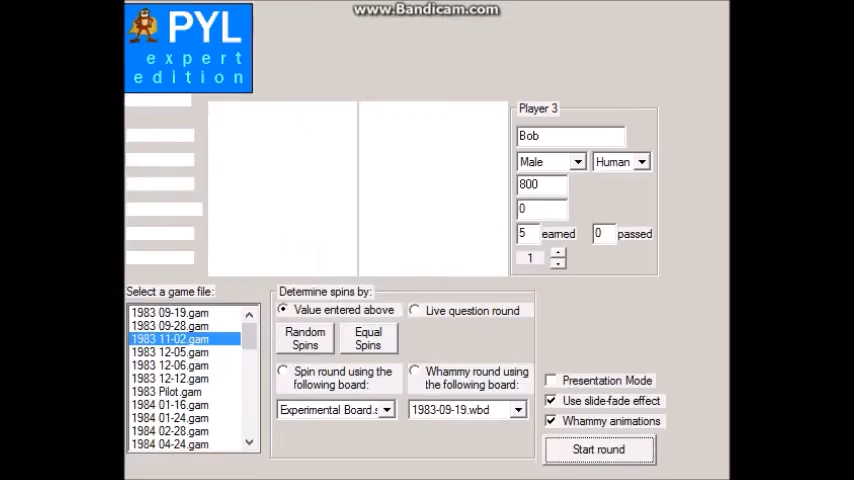 www.Bandicam.com
PYL
expert
edition
Player 3
Bob
Male
Human
800
0
5 earned 0 passed
1
Select a game file:
1983 09-19.gam
1983 09-28.gam
1983 11-02.gam
1983 12-05.gam
1983 12-06.gam
1983 12-12.gam
1983 Pilot.gam
1984 01-16.gam
1984 01-24.gam
1984 02-28.gam
1984 04-24.gam
Determine spins by:
Value entered above
Live question round
Random
Spins
Equal
Spins
Spin round using the
following board:
Whammy round using
the following board:
Experimental Board.s
1983-09-19.wbd
Presentation Mode
Use slide-fade effect
Whammy animations
Start round